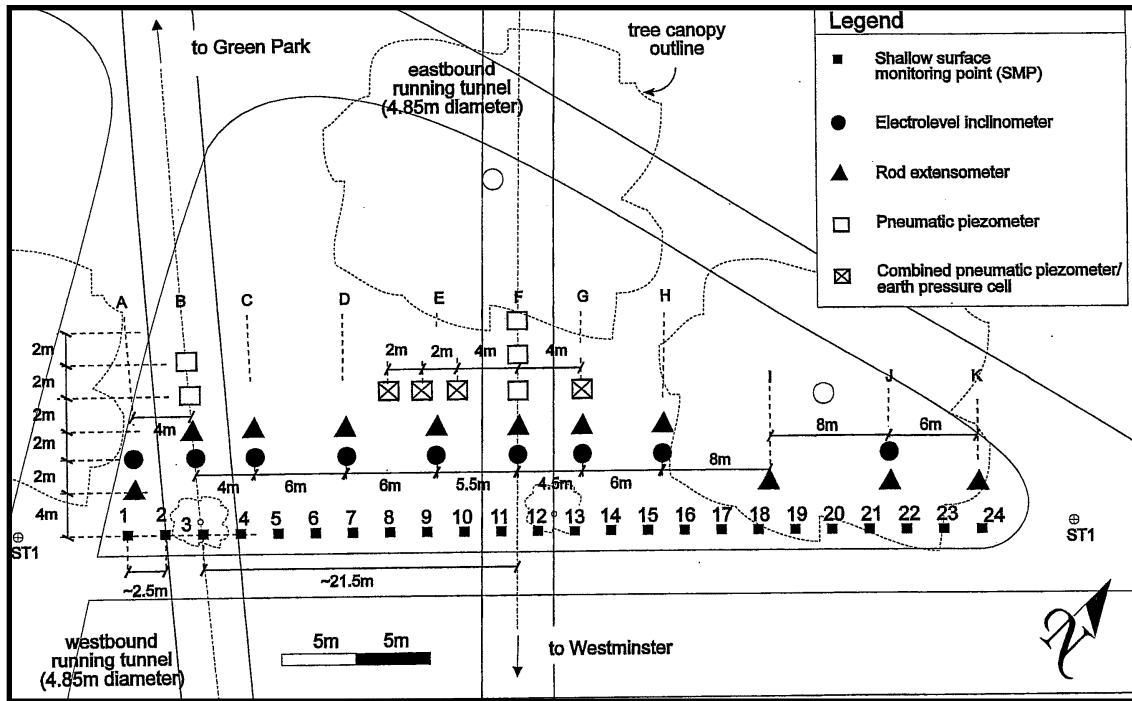 Legend
Shallow surface
monitoring point (SMP)
Electrolevel inclinometer
Rod extensometer
Pneumatic piezometer
Combined pneumatic piezometer/
earth pressure cell
to Green Park
tree canopy
outline
eastbound
running tunnel
(4.85m diameter)
A B C D E F G H
2m
2m 2m 4m 4m
2m
I J K
2m
4m
8m 6m
2m
2m
4m 6m 6m 5.5m 4.5m 6m 8m
4m
1 2 3 4 5 6 7 8 9 10 11 12 13 14 15 16 17 18 19 20 21 22 23 24
ST1
ST1
~2.5m
~21.5m
westbound
running tunnel
(4.85m diameter)
5m 5m
to Westminster
N